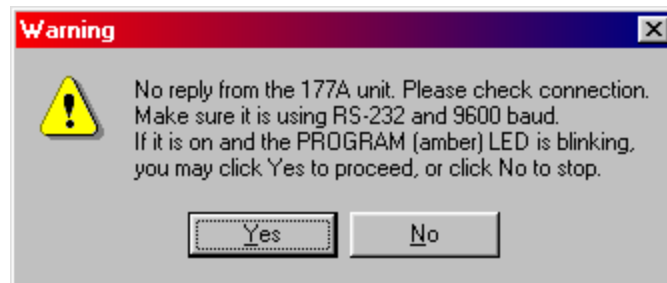 Warning
No reply from the 177A unit. Please check connection.
Make sure it is using RS-232 and 9600 baud.
If it is on and the PROGRAM (amber) LED is blinking,
you may click Yes to proceed, or click No to stop.
Yes No